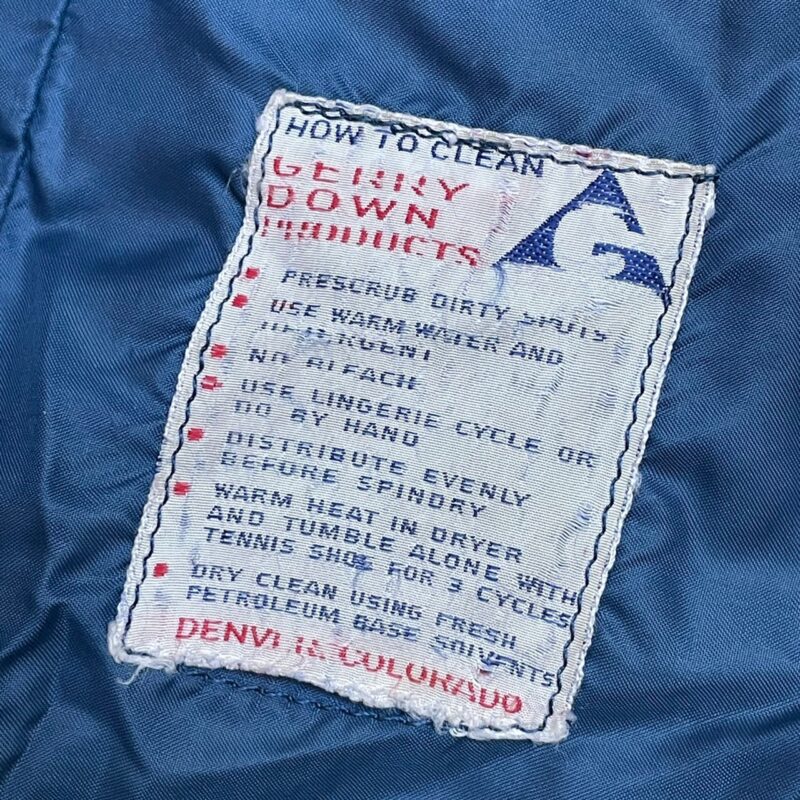 HOW TO CLEAN
GERRY
DOWN
PRODUCTS
G
PRESCRUB DIRTY SPOTS
USE WARM WATER AND
DETERGENT
NO BLEACH
USE LINGERIE CYCLE OR
DO BY HAND
DISTRIBUTE EVENLY
BEFORE SPINDRY
WARM HEAT IN DRYER
AND TUMBLE ALONE WITH
TENNIS SHOE FOR 3 CYCLES
DRY CLEAN USING FRESH
PETROLEUM BASE SOLVENTS
DENVER COLORADO